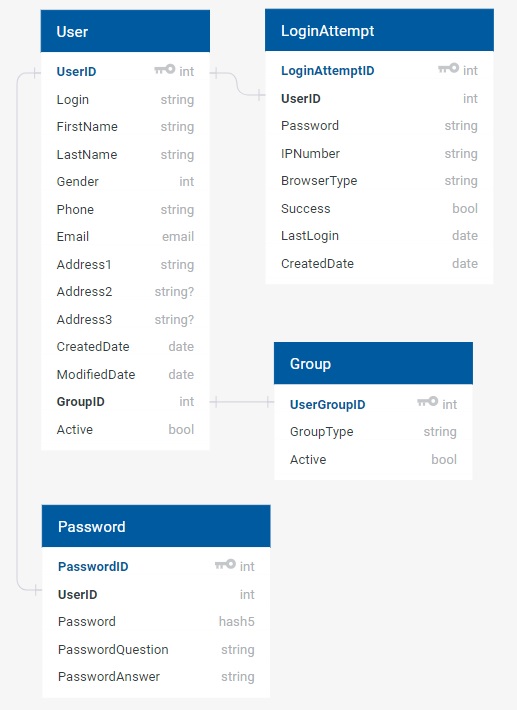 User
UserID int
Login string
FirstName string
LastName string
Gender int
Phone string
Email email
Address1 string
Address2 string?
Address3 string?
CreatedDate date
ModifiedDate date
GroupID int
Active bool
LoginAttempt
LoginAttemptID int
UserID int
Password string
IPNumber string
BrowserType string
Success bool
LastLogin date
CreatedDate date
Group
UserGroupID int
GroupType string
Active bool
Password
PasswordID int
UserID int
Password hash5
PasswordQuestion string
PasswordAnswer string